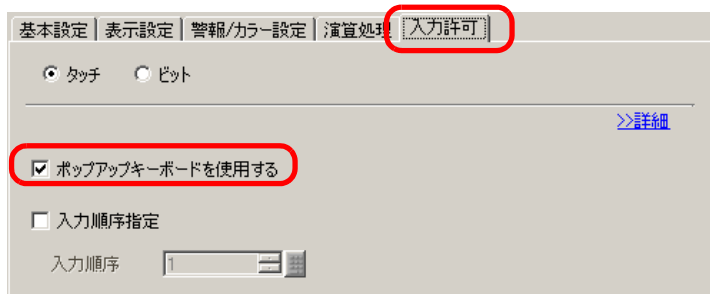 基本設定 表示設定 警報/カラー設定 演算処理 入力許可
タッチ ビット
>>詳細
ポップアップキーボードを使用する
入力順序指定
入力順序 1